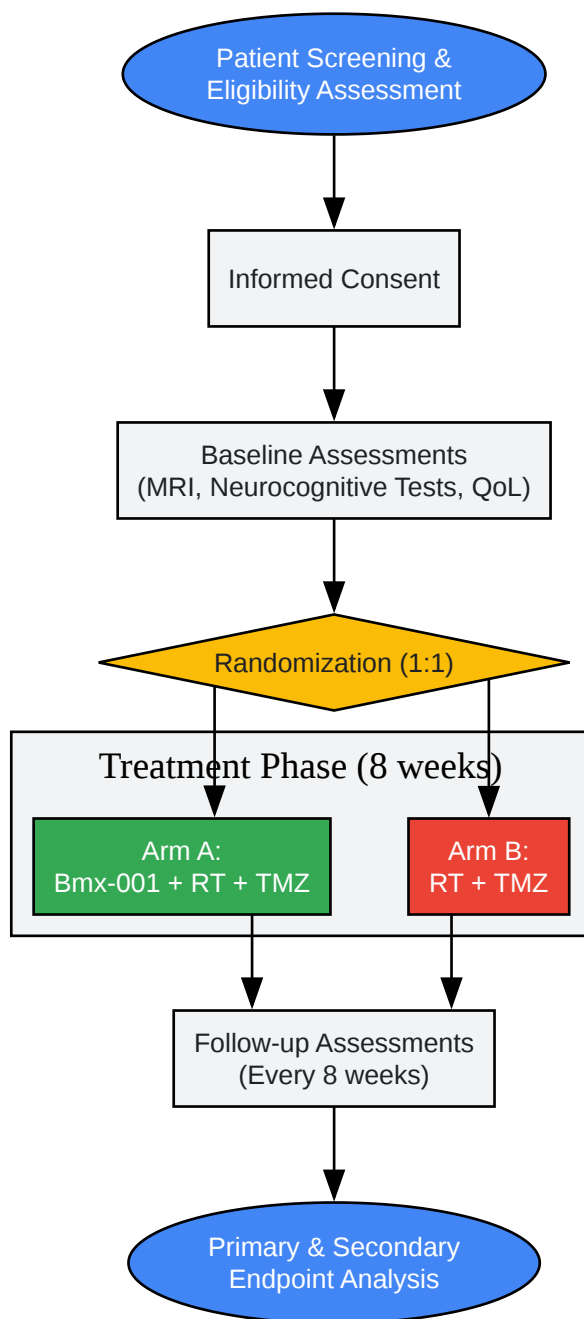 Patient Screening &
Eligibility Assessment
Informed Consent
Baseline Assessments
(MRI, Neurocognitive Tests, QoL)
Randomization (1:1)
Treatment Phase (8 weeks)
Arm A:
Bmx-001 + RT + TMZ
Arm B:
RT + TMZ
Follow-up Assessments
(Every 8 weeks)
Primary & Secondary
Endpoint Analysis